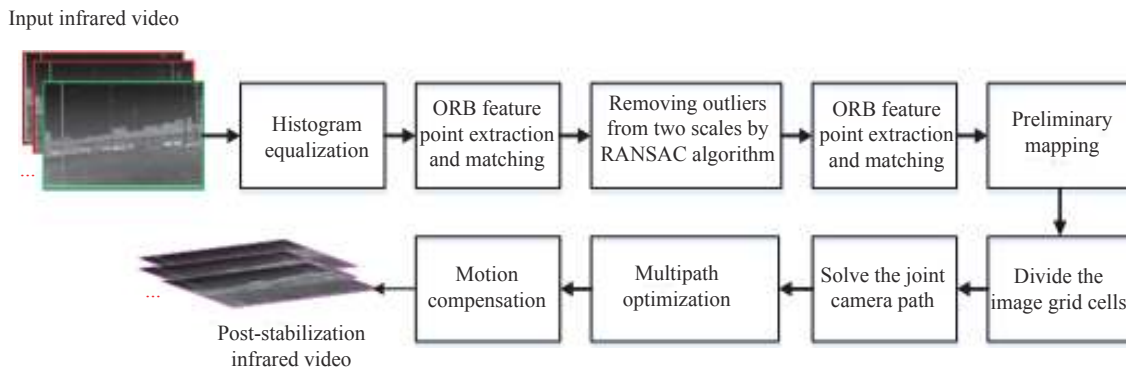 Input infrared video
Histogram
equalization
ORB feature
point extraction
and matching
Removing outliers
from two scales by
RANSAC algorithm
ORB feature
point extraction
and matching
Preliminary
mapping
Divide the
image grid cells
Solve the joint
camera path
Multipath
optimization
Motion
compensation
Post-stabilization
infrared video
...
...